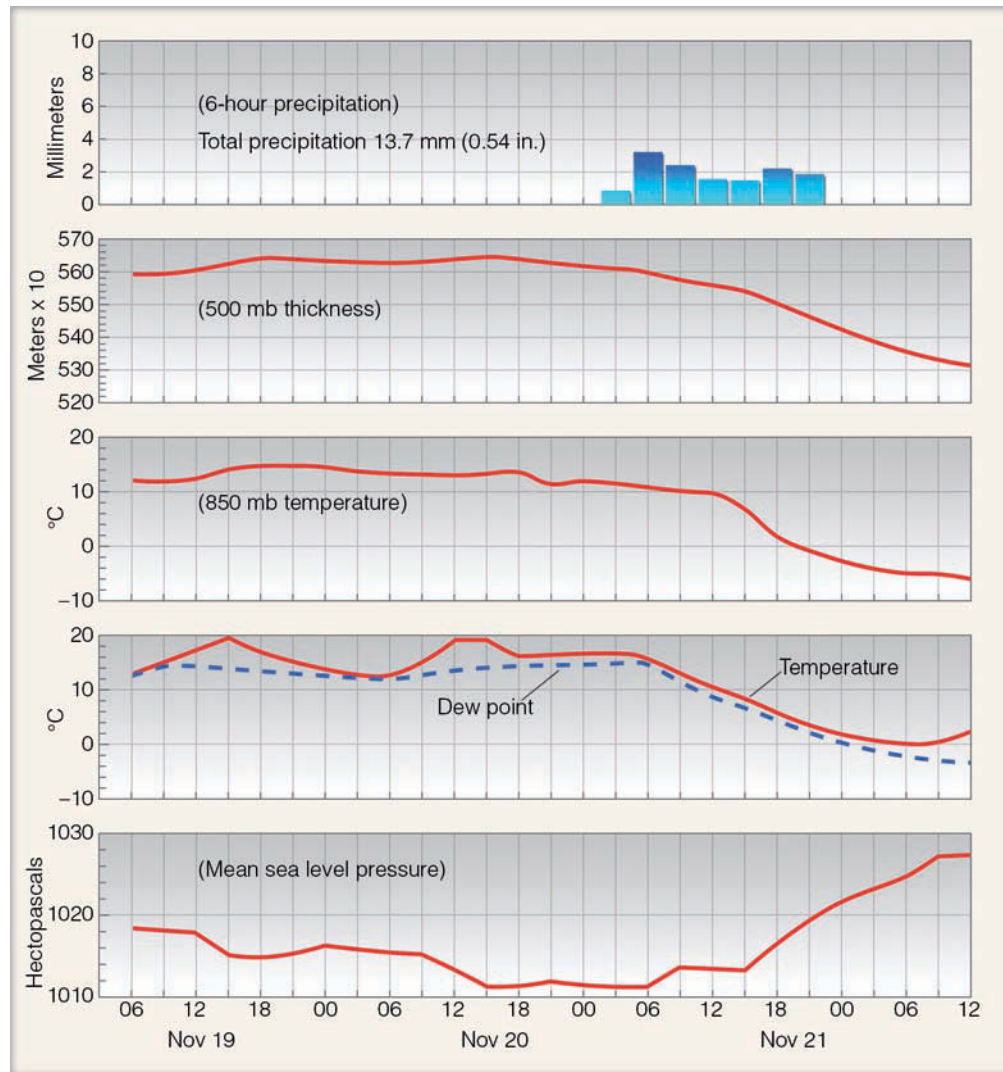 10
8
6
4
2
0
Millimeters
(6-hour precipitation)
Total precipitation 13.7 mm (0.54 in.)
570
560
550
540
530
520
Meters x 10
(500 mb thickness)
20
10
0
–10
°C
(850 mb temperature)
20
10
0
–10
°C
Temperature
Dew point
1030
1020
1010
Hectopascals
(Mean sea level pressure)
06 12 18 00 06 12 18 00 06 12 18 00 06 12
Nov 19 Nov 20 Nov 21